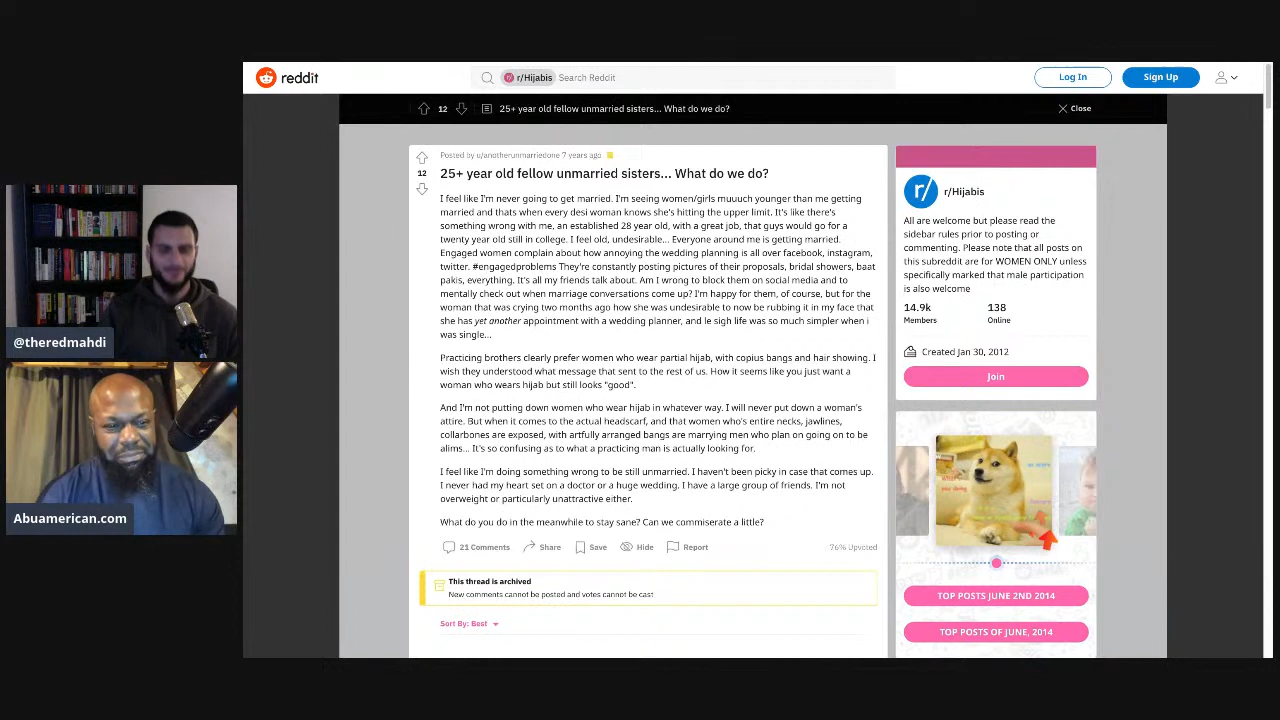 reddit
r/Hijabis Search Reddit
Log In
Sign Up
12
25+ year old fellow unmarried sisters... What do we do?
Close
Posted by u/anotherunmarriedone 7 years ago
12
25+ year old fellow unmarried sisters... What do we do?
I feel like I'm never going to get married. I'm seeing women/girls muuuch younger than me getting
married and thats when every desi woman knows she's hitting the upper limit. It's like there's
something wrong with me, an established 28 year old, with a great job, that guys would go for a
twenty year old still in college. I feel old, undesirable... Everyone around me is getting married.
Engaged women complain about how annoying the wedding planning is all over facebook, instagram,
twitter. #engagedproblems They're constantly posting pictures of their proposals, bridal showers, baat
pakis, everything. It's all my friends talk about. Am I wrong to block them on social media and to
mentally check out when marriage conversations come up? I'm happy for them, of course, but for the
woman that was crying two months ago how she was undesirable to now be rubbing it in my face that
she has yet another appointment with a wedding planner, and le sigh life was so much simpler when i
was single...
Practicing brothers clearly prefer women who wear partial hijab, with copius bangs and hair showing. I
wish they understood what message that sent to the rest of us. How it seems like you just want a
woman who wears hijab but still looks "good".
And I'm not putting down women who wear hijab in whatever way. I will never put down a woman's
attire. But when it comes to the actual headscarf, and that women who's entire necks, jawlines,
collarbones are exposed, with artfully arranged bangs are marrying men who plan on going on to be
alims... It's so confusing as to what a practicing man is actually looking for.
I feel like I'm doing something wrong to be still unmarried. I haven't been picky in case that comes up.
I never had my heart set on a doctor or a huge wedding. I have a large group of friends. I'm not
overweight or particularly unattractive either.
What do you do in the meanwhile to stay sane? Can we commiserate a little?
21 Comments
Share
Save
Hide
Report
76% Upvoted
This thread is archived
New comments cannot be posted and votes cannot be cast
Sort By: Best
r/
r/Hijabis
All are welcome but please read the
sidebar rules prior to posting or
commenting. Please note that all posts on
this subreddit are for WOMEN ONLY unless
specifically marked that male participation
is also welcome
14.9k
138
Members
Online
Created Jan 30, 2012
Join
TOP POSTS JUNE 2ND 2014
TOP POSTS OF JUNE, 2014
@theredmahdi
Abuamerican.com